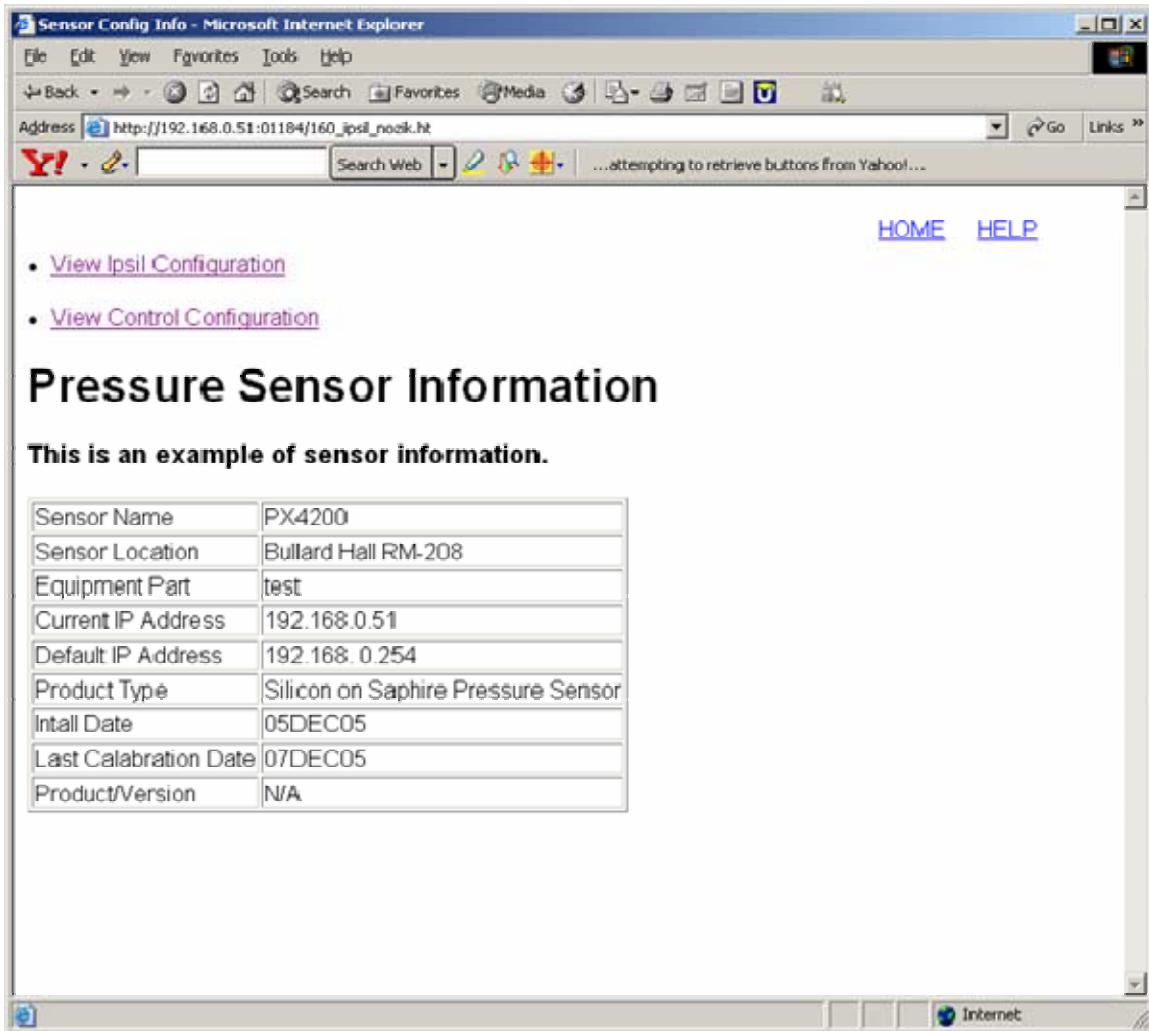 Sensor Config Info - Microsoft Internet Explorer
File Edit View Favorites Tools Help
Back Search Favorites Media
Address http://192.168.0.51:01184/160_ipsil_nozik.ht Go Links »
Y! Search Web ...attempting to retrieve buttons from Yahoo!...
HOME HELP
• View Ipsil Configuration
• View Control Configuration
Pressure Sensor Information
This is an example of sensor information.
Sensor Name PX4200
Sensor Location Bullard Hall RM-208
Equipment Part test
Current IP Address 192.168.0.51
Default IP Address 192.168. 0.254
Product Type Silicon on Saphire Pressure Sensor
Intall Date 05DEC05
Last Calabration Date 07DEC05
Product/Version N/A
Internet